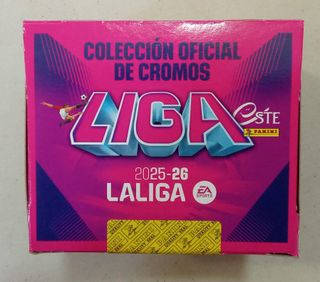 COLECCIÓN OFICIAL
DE CROMOS
LIGA
Este
PANINI
2025-26
LALIGA
EA
SPORTS